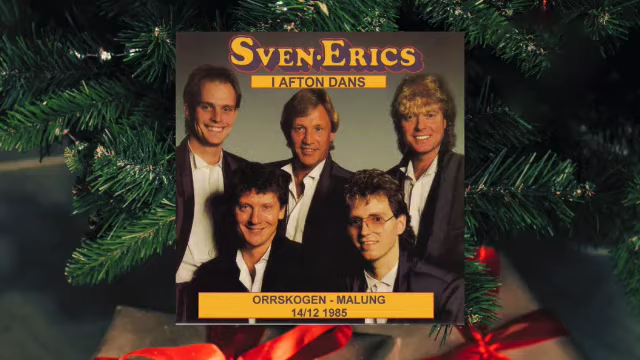 SVEN•ERICS
I AFTON DANS
ORRSKOGEN - MALUNG
14/12 1985